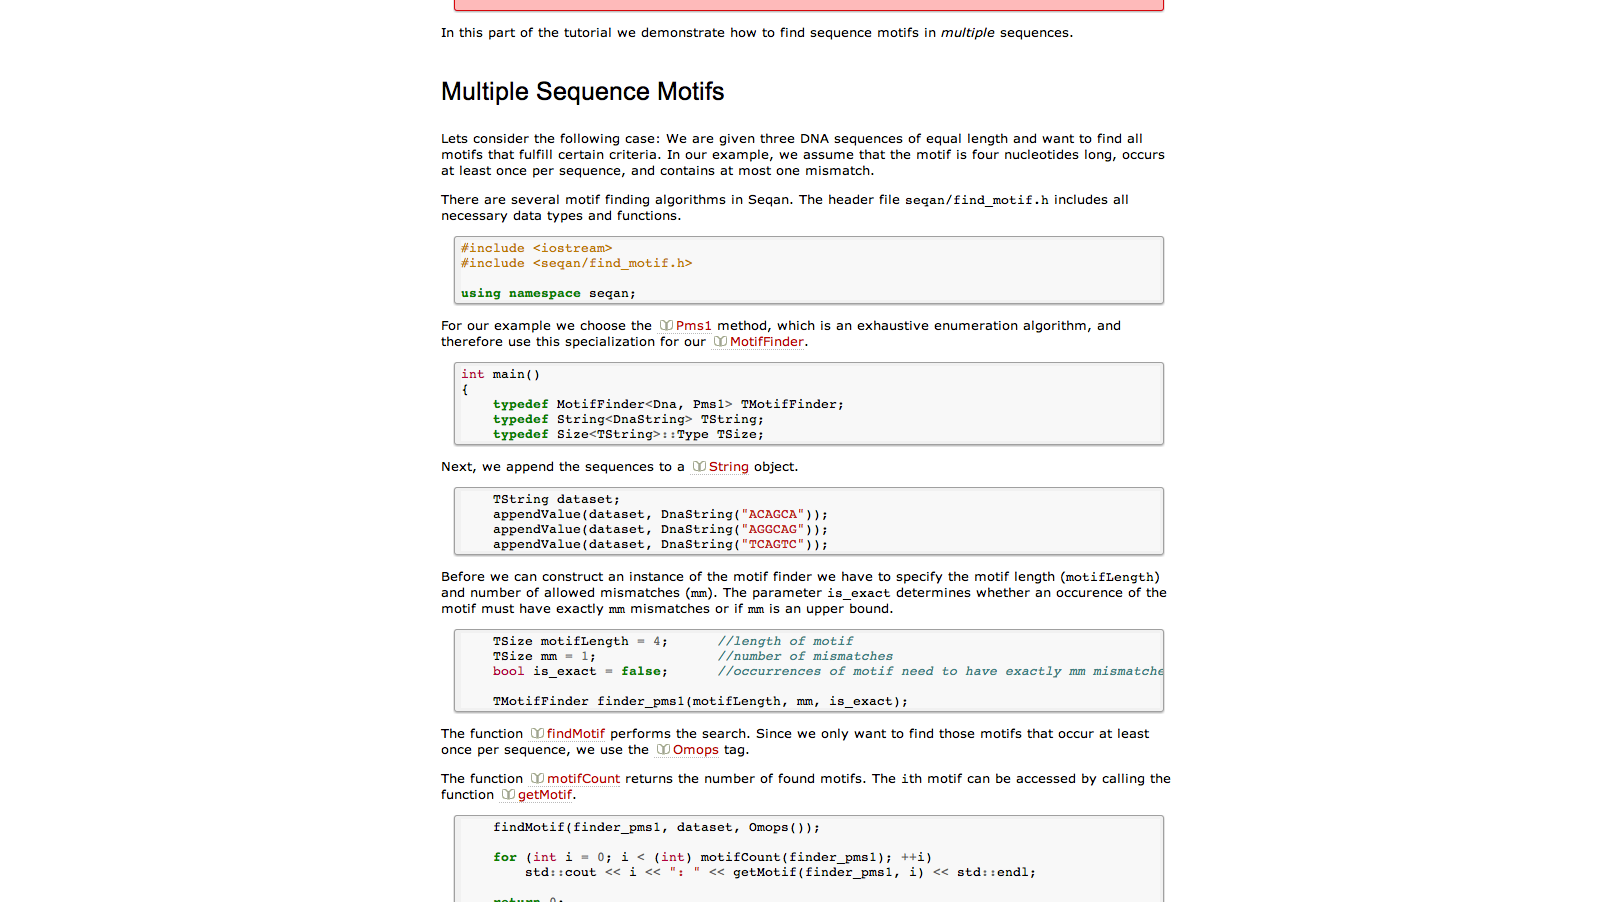 In this part of the tutorial we demonstrate how to find sequence motifs in multiple sequences.
Multiple Sequence Motifs
Lets consider the following case: We are given three DNA sequences of equal length and want to find all
motifs that fulfill certain criteria. In our example, we assume that the motif is four nucleotides long, occurs
at least once per sequence, and contains at most one mismatch.
There are several motif finding algorithms in Seqan. The header file seqan/find_motif.h includes all
necessary data types and functions.
#include <iostream>
#include <seqan/find_motif.h>
using namespace seqan;
For our example we choose the Pms1 method, which is an exhaustive enumeration algorithm, and
therefore use this specialization for our MotifFinder.
int main()
{
typedef MotifFinder<Dna, Pms1> TMotifFinder;
typedef String<DnaString> TString;
typedef Size<TString>::Type TSize;
Next, we append the sequences to a String object.
TString dataset;
appendValue(dataset, DnaString("ACAGCA"));
appendValue(dataset, DnaString("AGGCAG"));
appendValue(dataset, DnaString("TCAGTC"));
Before we can construct an instance of the motif finder we have to specify the motif length (motifLength)
and number of allowed mismatches (mm). The parameter is_exact determines whether an occurence of the
motif must have exactly mm mismatches or if mm is an upper bound.
TSize motifLength = 4; //length of motif
TSize mm = 1; //number of mismatches
bool is_exact = false; //occurrences of motif need to have exactly mm mismatche
TMotifFinder finder_pms1(motifLength, mm, is_exact);
The function findMotif performs the search. Since we only want to find those motifs that occur at least
once per sequence, we use the Omops tag.
The function motifCount returns the number of found motifs. The ith motif can be accessed by calling the
function getMotif.
findMotif(finder_pms1, dataset, Omops());
for (int i = 0; i < (int) motifCount(finder_pms1); ++i)
std::cout << i << ": " << getMotif(finder_pms1, i) << std::endl;
return 0;